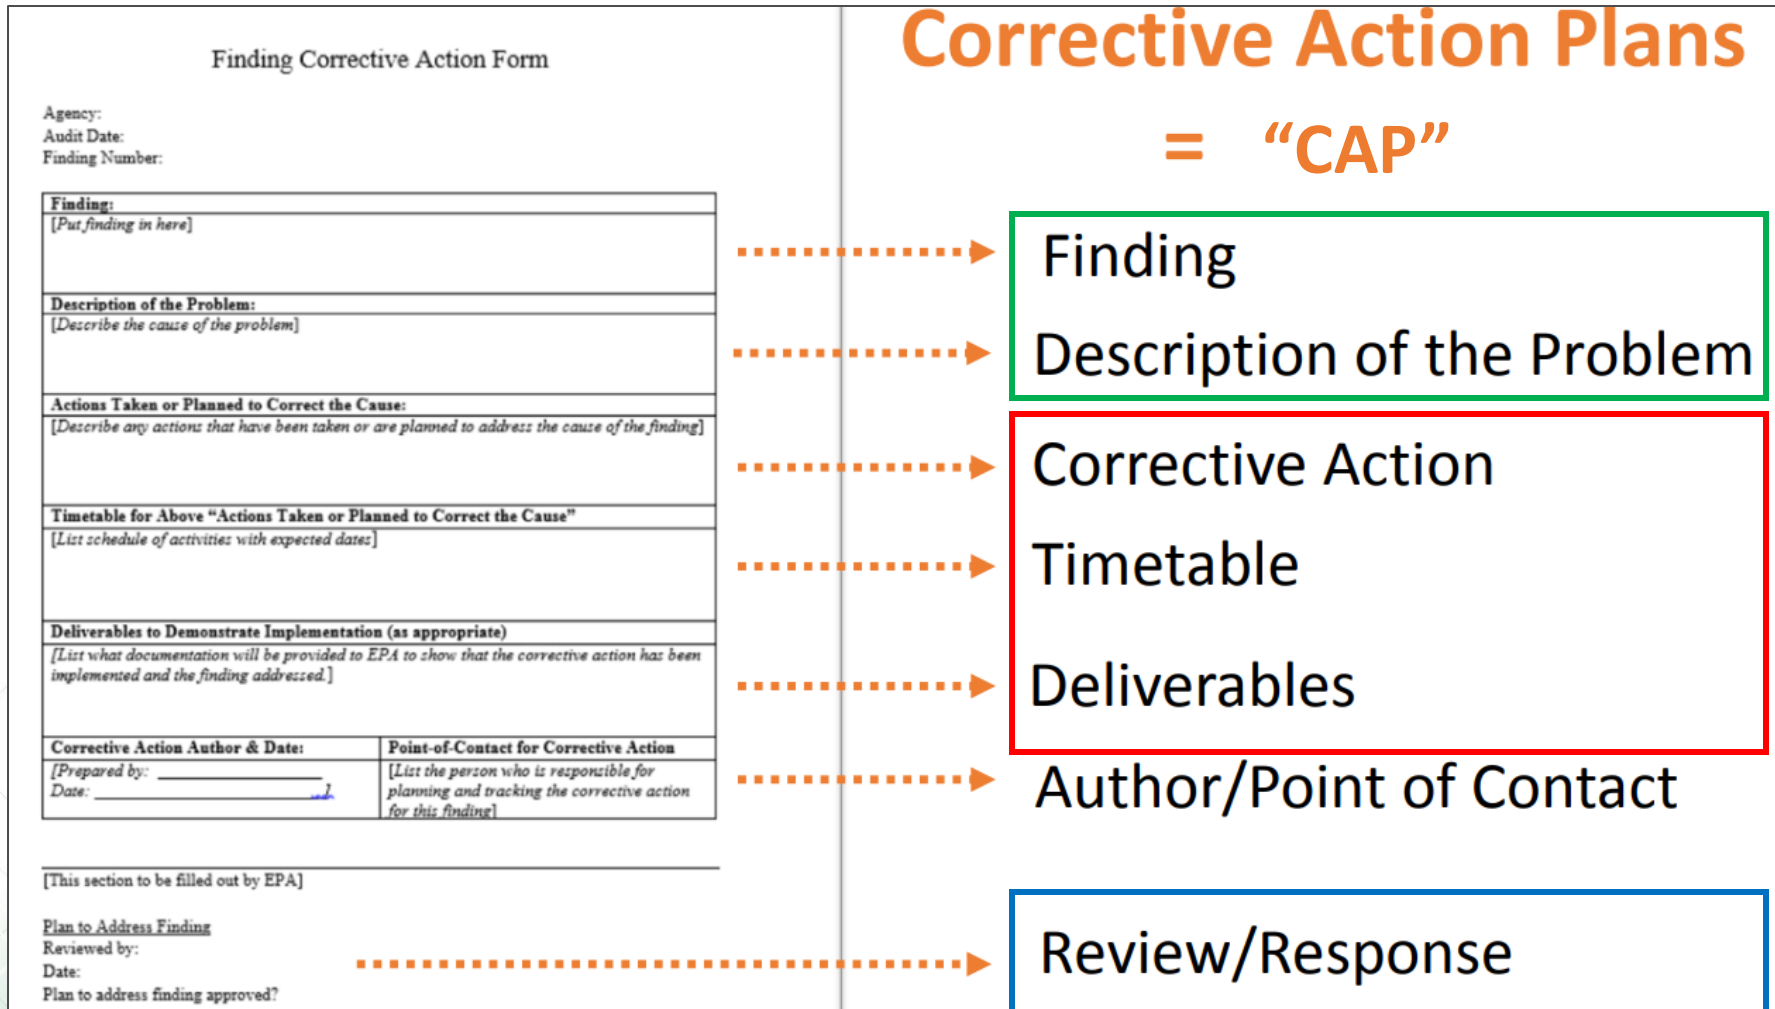 Finding Corrective Action Form
Agency:
Audit Date:
Finding Number:
Finding:
[Put finding in here]
Description of the Problem:
[Describe the cause of the problem]
Actions Taken or Planned to Correct the Cause:
[Describe any actions that have been taken or are planned to address the cause of the finding]
Timetable for Above “Actions Taken or Planned to Correct the Cause”
[List schedule of activities with expected dates]
Deliverables to Demonstrate Implementation (as appropriate)
[List what documentation will be provided to EPA to show that the corrective action has been
implemented and the finding addressed.]
Corrective Action Author & Date:
[Prepared by: ____________________
Date: ____________________________]
Point-of-Contact for Corrective Action
[List the person who is responsible for
planning and tracking the corrective action
for this finding]
[This section to be filled out by EPA]
Plan to Address Finding
Reviewed by:
Date:
Plan to address finding approved?
Corrective Action Plans
= “CAP”
Finding
Description of the Problem
Corrective Action
Timetable
Deliverables
Author/Point of Contact
Review/Response